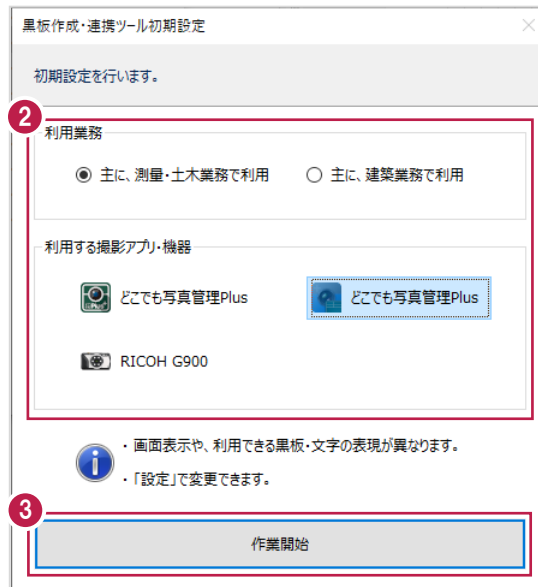 黒板作成・連携ツール初期設定
初期設定を行います。
2
利用業務
主に、測量・土木業務で利用 主に、建築業務で利用
利用する撮影アプリ・機器
どこでも写真管理Plus どこでも写真管理Plus
RICOH G900
・画面表示や、利用できる黒板・文字の表現が異なります。
・「設定」で変更できます。
3
作業開始